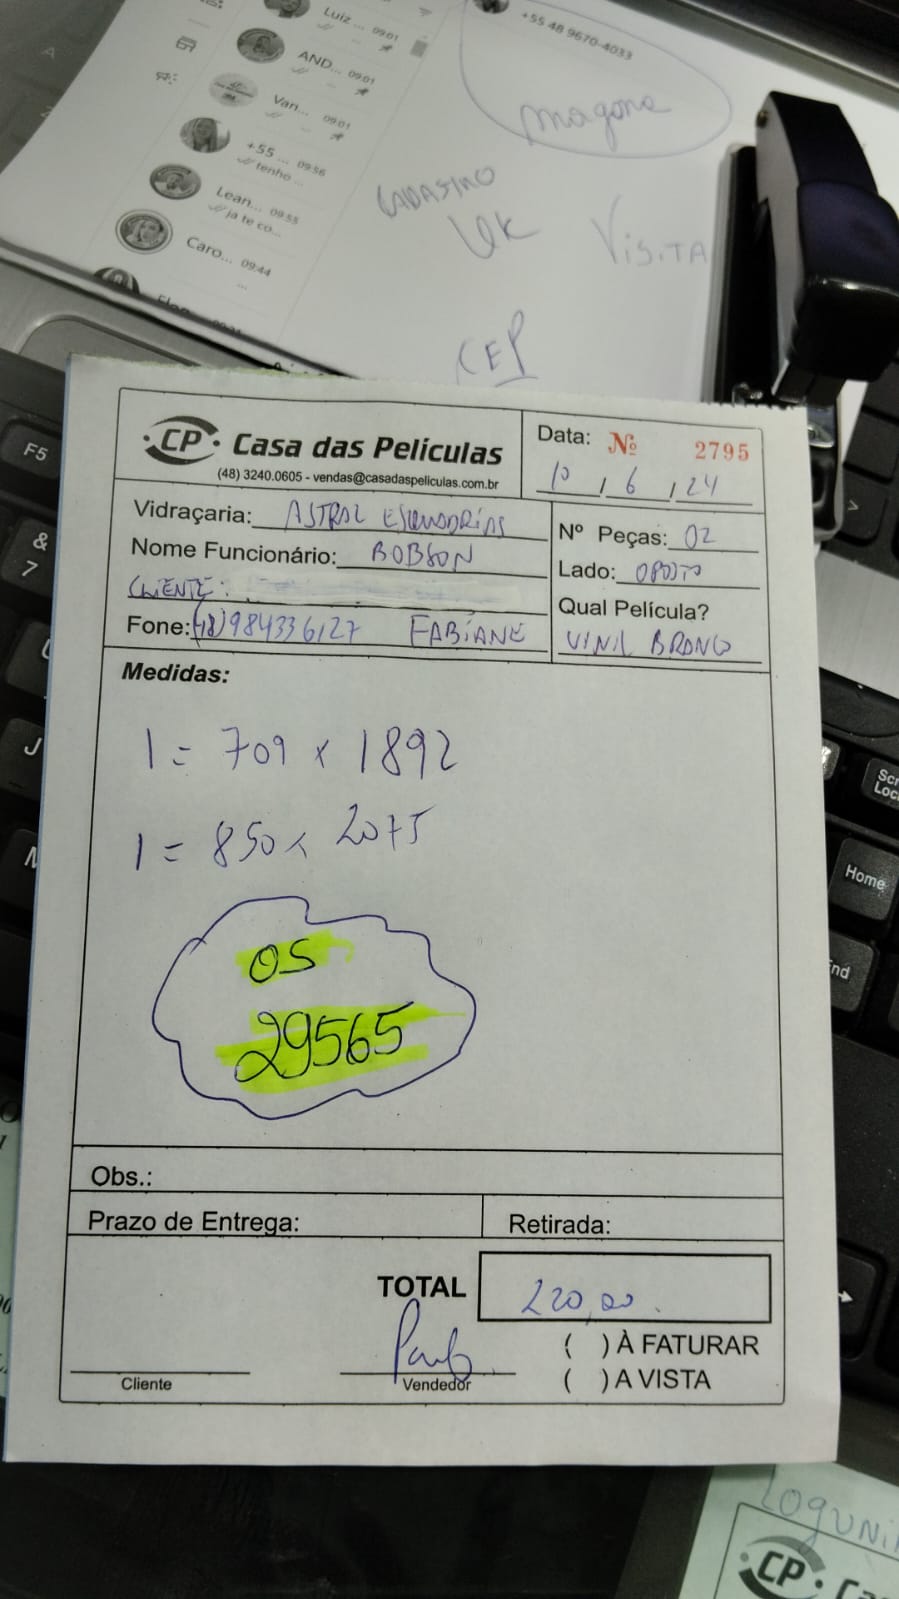 +55 48 9670-4033
Luiz ... 09:01
AND... 09:01
Van... 09:01
+55 ... 09:56
tenho ...
Lean... 09:55
ja te co...
Caro... 09:44
...
magona
CADASTRO
VISITA
CEP
F5
&
7
J
Home
End
CP Casa das Películas
(48) 3240.0605 - vendas@casadaspeliculas.com.br
Data: Nº 2795
10 / 6 / 24
Vidraçaria: ASTRAL ESQUADRIAS
Nome Funcionário: ROBSON
CLIENTE:
Fone: (48) 984336127 FABIANE
Nº Peças: 02
Lado: OPOSTO
Qual Película?
VINIL BRANCO
Medidas:
1 = 709 x 1892
1 = 850 x 2075
OS
29565
Obs.:
Prazo de Entrega:
Retirada:
TOTAL 220,00.
( ) À FATURAR
( ) A VISTA
Cliente
Vendedor
CP